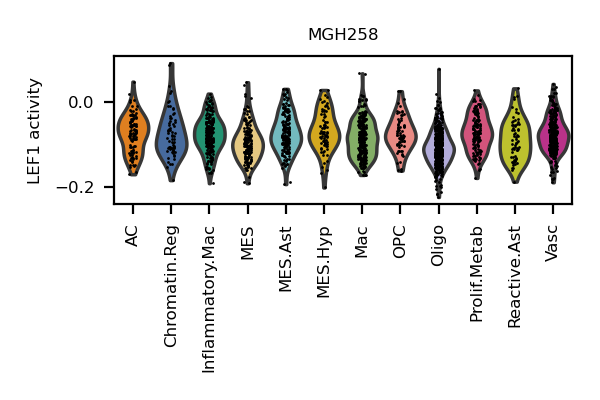 MGH258
LEF1 activity
0.0
−0.2
AC
Chromatin.Reg
Inflammatory.Mac
MES
MES.Ast
MES.Hyp
Mac
OPC
Oligo
Prolif.Metab
Reactive.Ast
Vasc